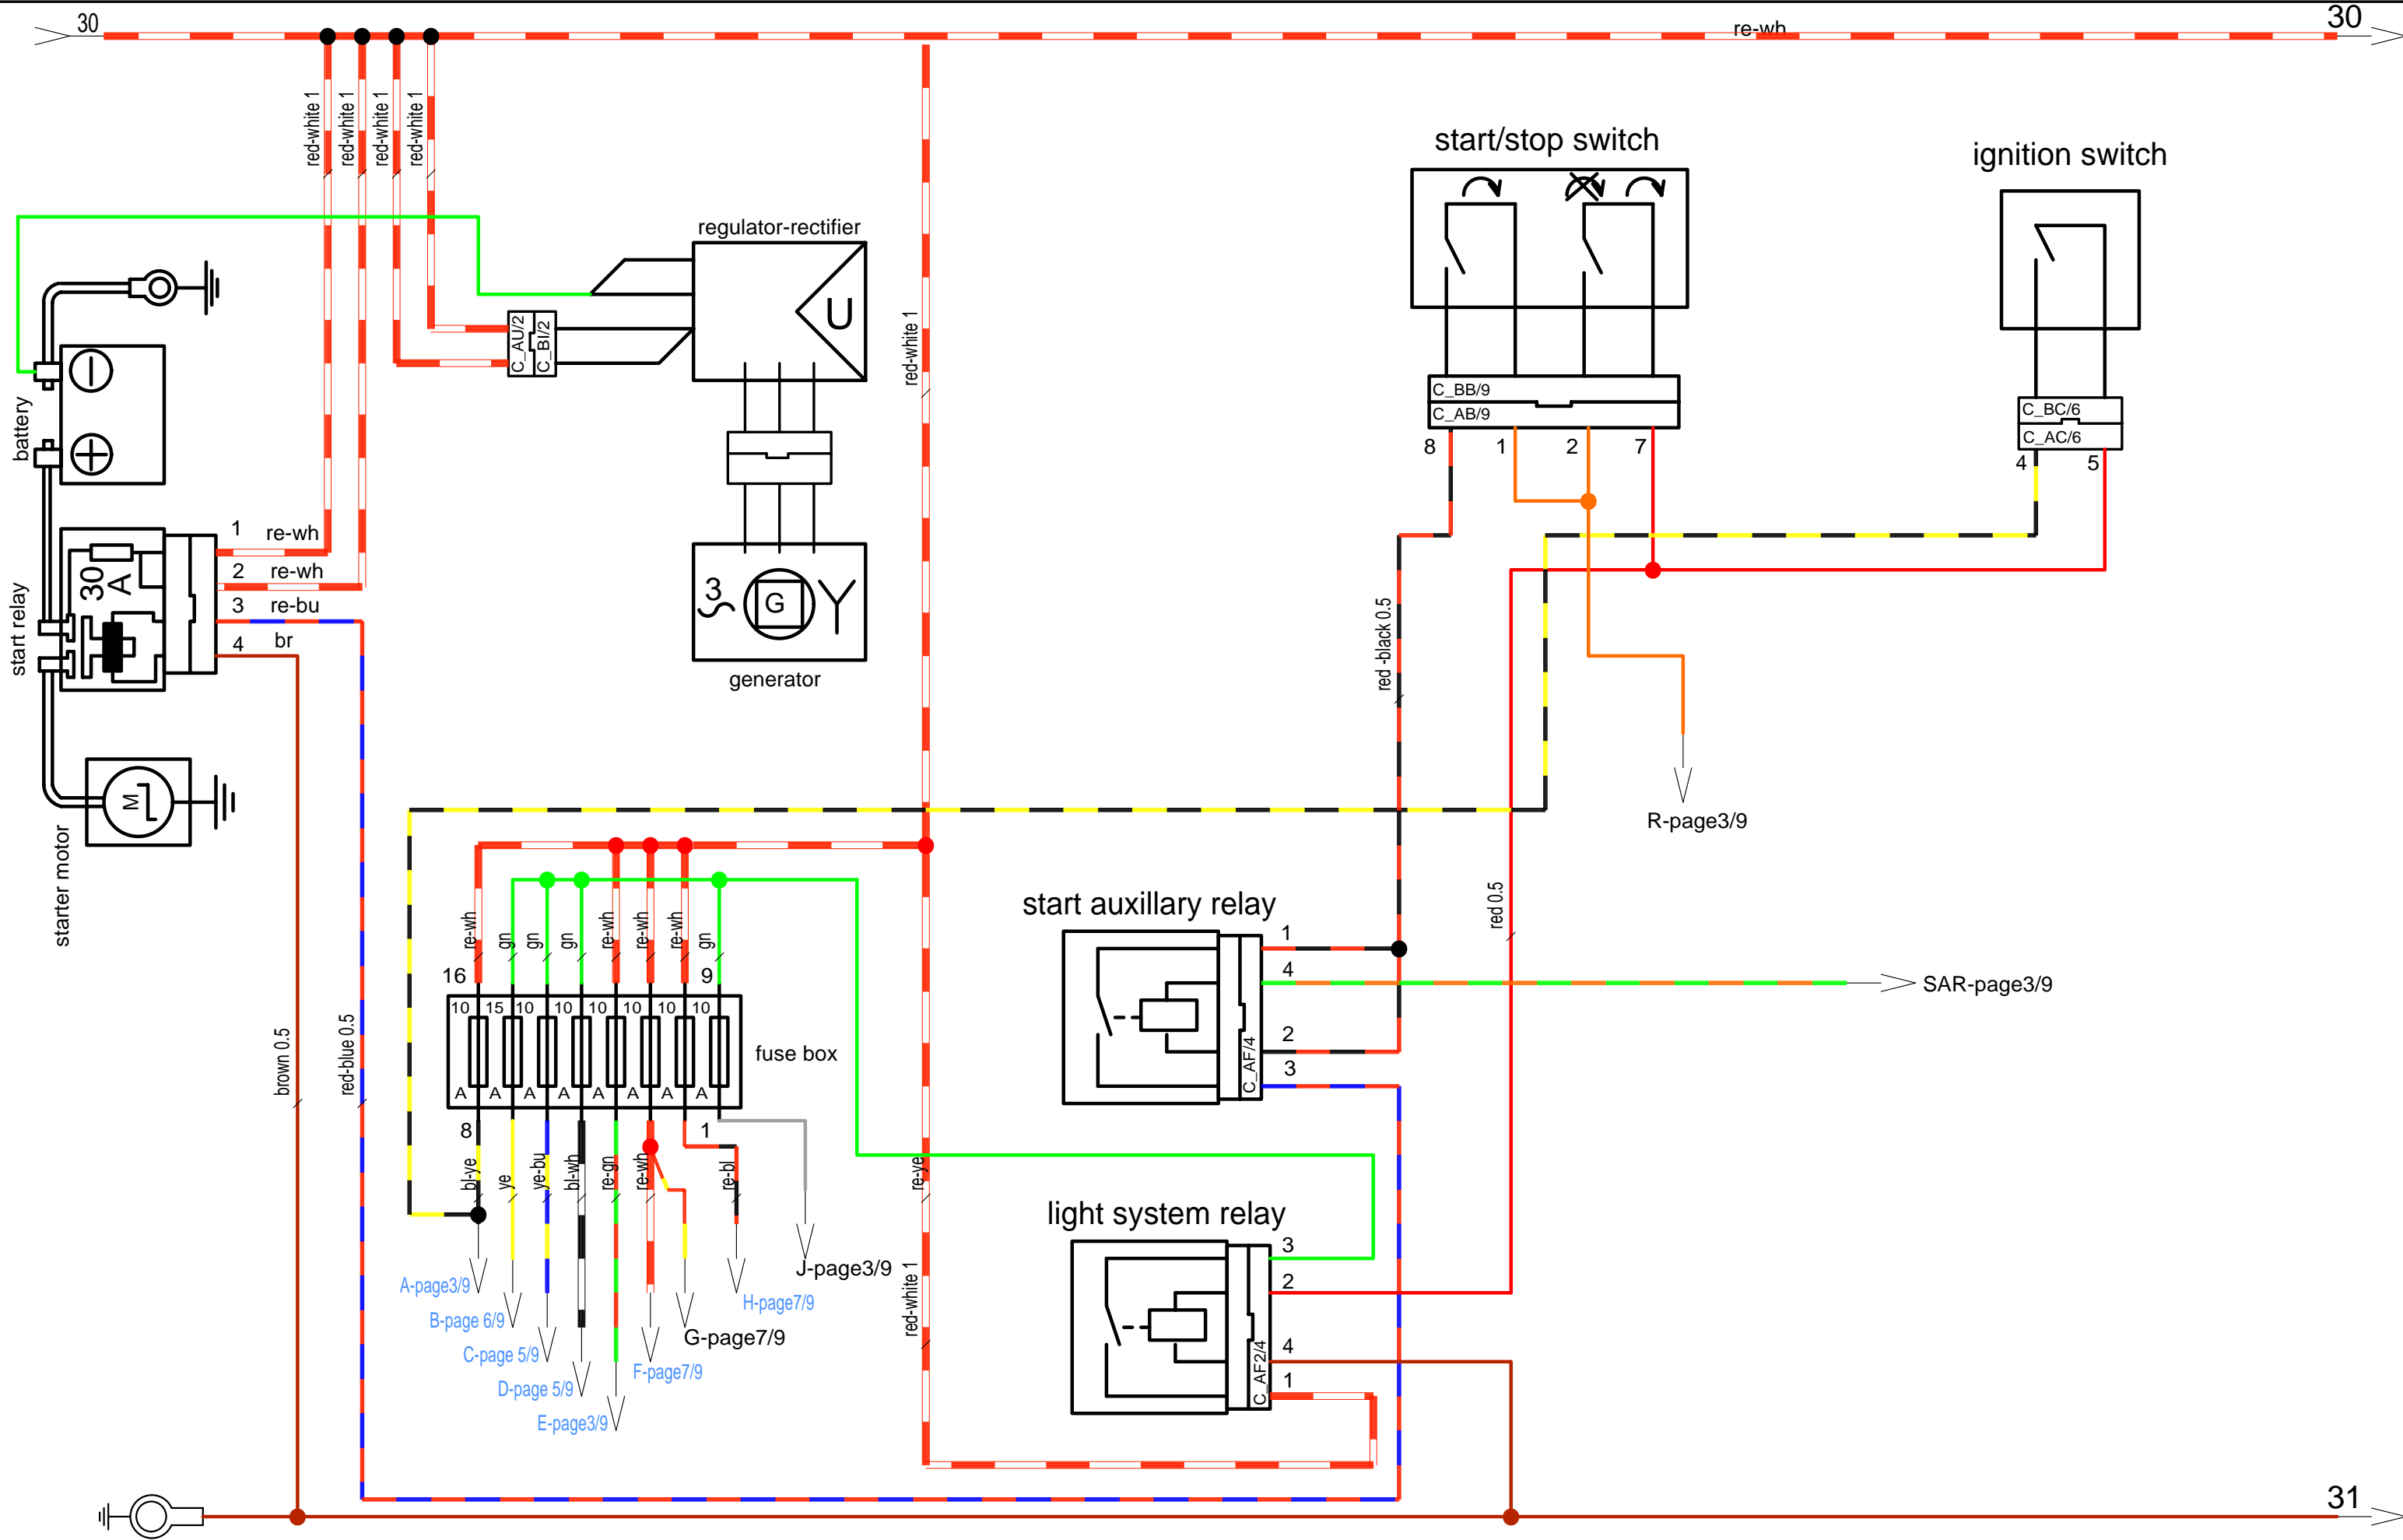 30
re-wh
30
red-white 1
red-white 1
red-white 1
red-white 1
start/stop switch
ignition switch
regulator-rectifier
U
C_AU/2
C_BI/2
red-white 1
battery
C_BB/9
C_AB/9
8 1 2 7
C_BC/6
C_AC/6
4 5
start relay
30 A
1 re-wh
2 re-wh
3 re-bu
4 br
3
G
generator
red -black 0.5
M
starter motor
R-page3/9
red 0.5
start auxillary relay
1
4
2
3
C_AF/4
SAR-page3/9
re-wh
gn
gn
gn
re-wh
re-wh
re-wh
gn
16 9
10 15 10 10 10 10 10 10
A A A A A A A
fuse box
8 1
brown 0.5
red-blue 0.5
bl-ye
ye
ye-bu
bl-wh
re-gn
re-wh
re-bl
re-ye
A-page3/9
B-page 6/9
C-page 5/9
D-page 5/9
E-page3/9
F-page7/9
G-page7/9
H-page7/9
J-page3/9
red-white 1
light system relay
3
2
4
1
C_AF2/4
31